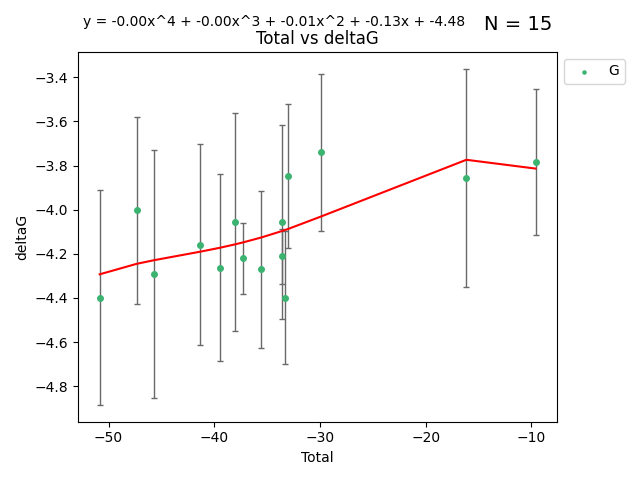 y = -0.00x^4 + -0.00x^3 + -0.01x^2 + -0.13x + -4.48
N = 15
Total vs deltaG
G
deltaG
−3.4
−3.6
−3.8
−4.0
−4.2
−4.4
−4.6
−4.8
−50 −40 −30 −20 −10
Total